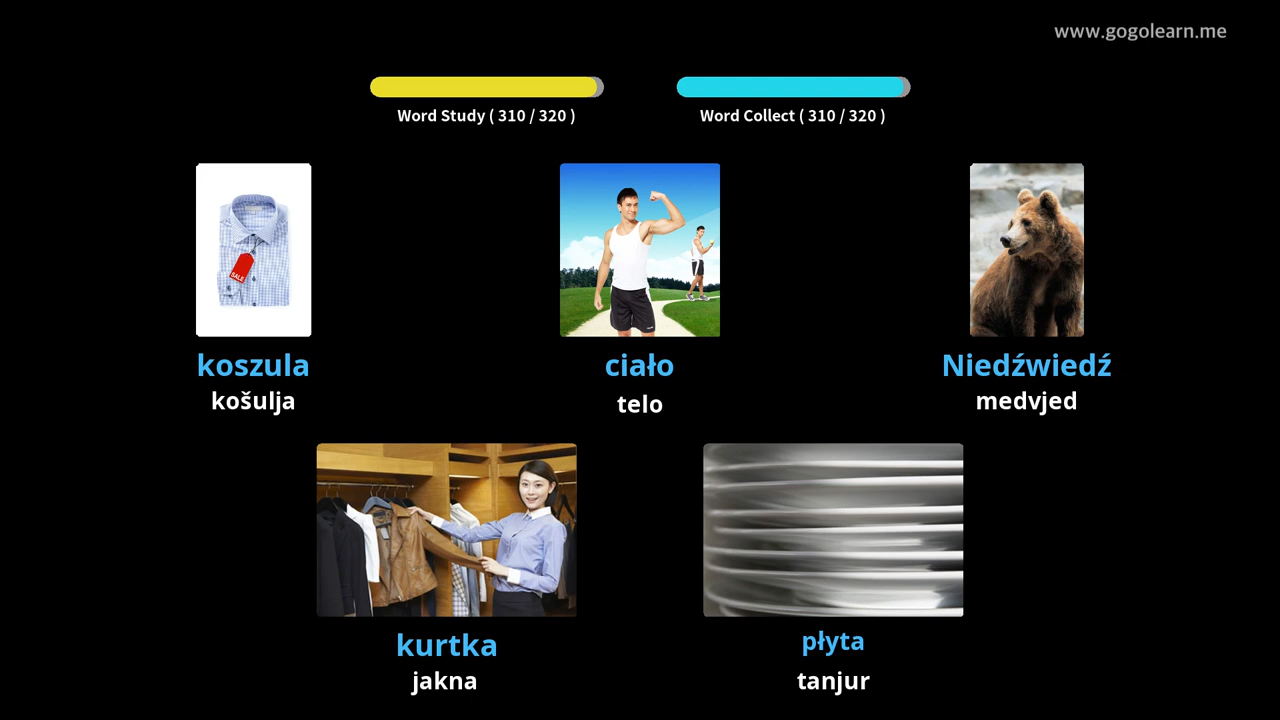 www.gogolearn.me
Word Study ( 310 / 320 )
Word Collect ( 310 / 320 )
SALE
koszula
košulja
ciało
telo
Niedźwiedź
medvjed
kurtka
jakna
płyta
tanjur